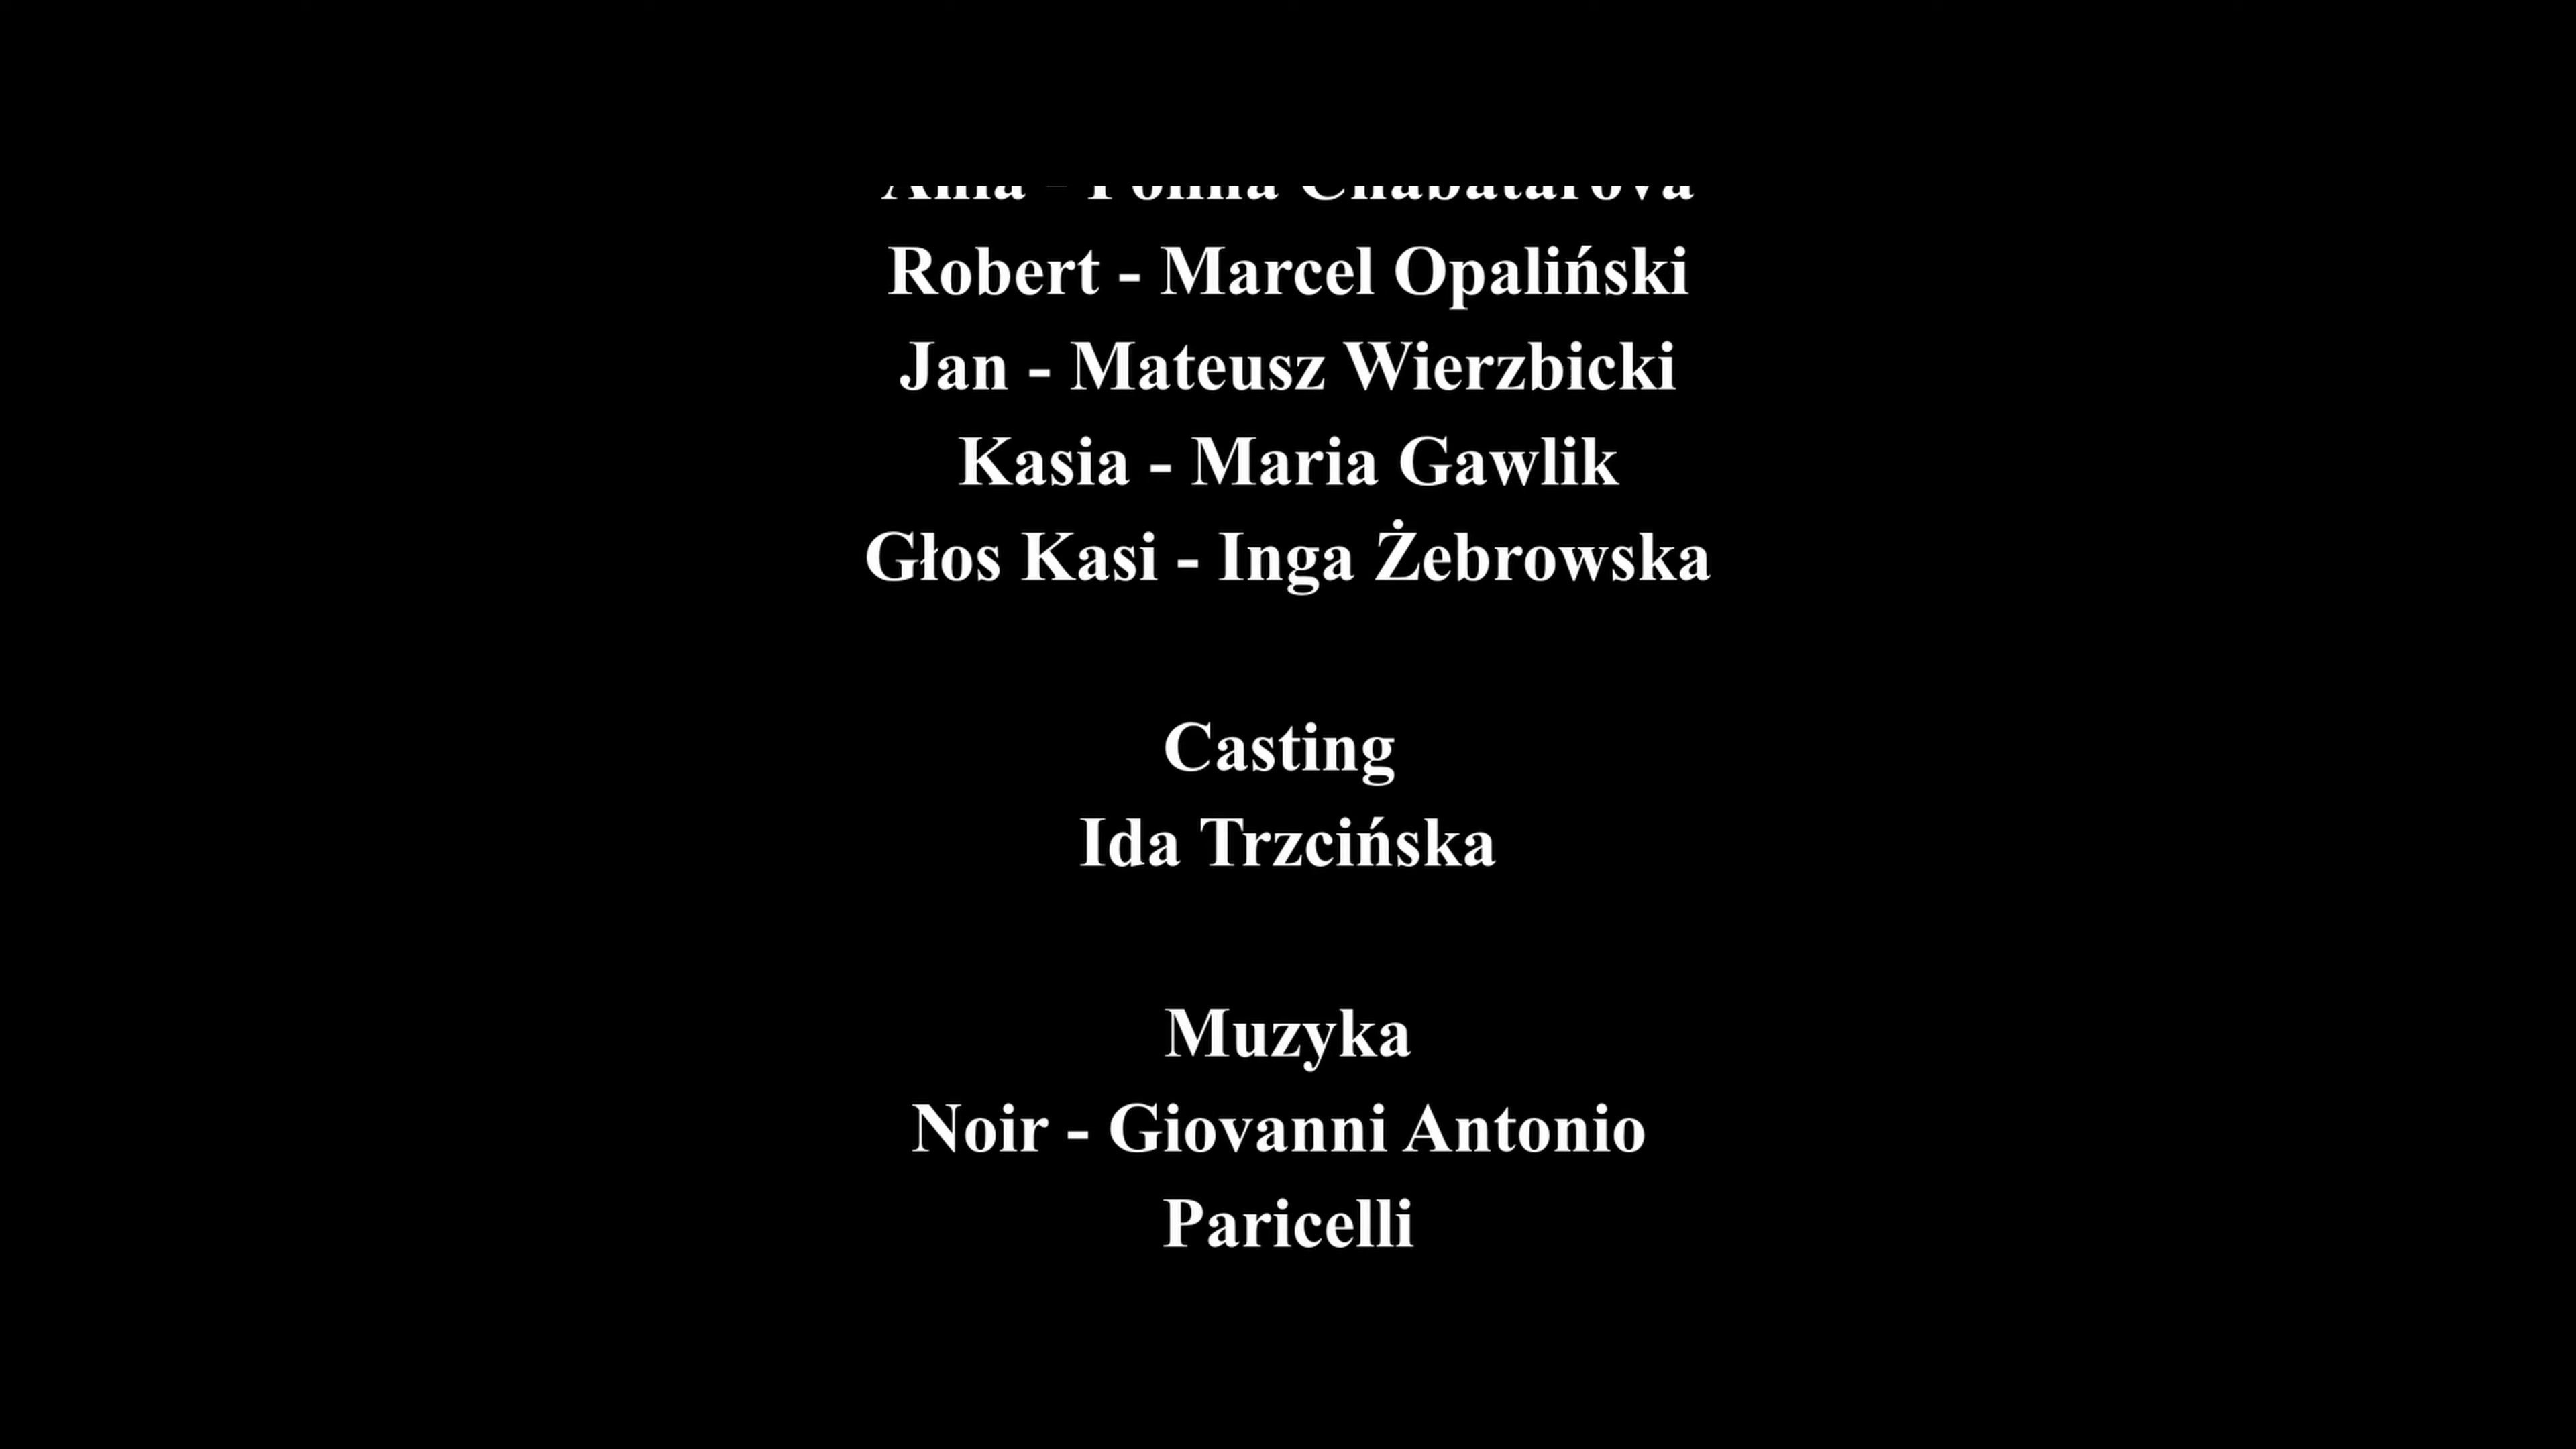 Robert - Marcel Opaliński
Jan - Mateusz Wierzbicki
Kasia - Maria Gawlik
Głos Kasi - Inga Żebrowska
Casting
Ida Trzcińska
Muzyka
Noir - Giovanni Antonio
Paricelli